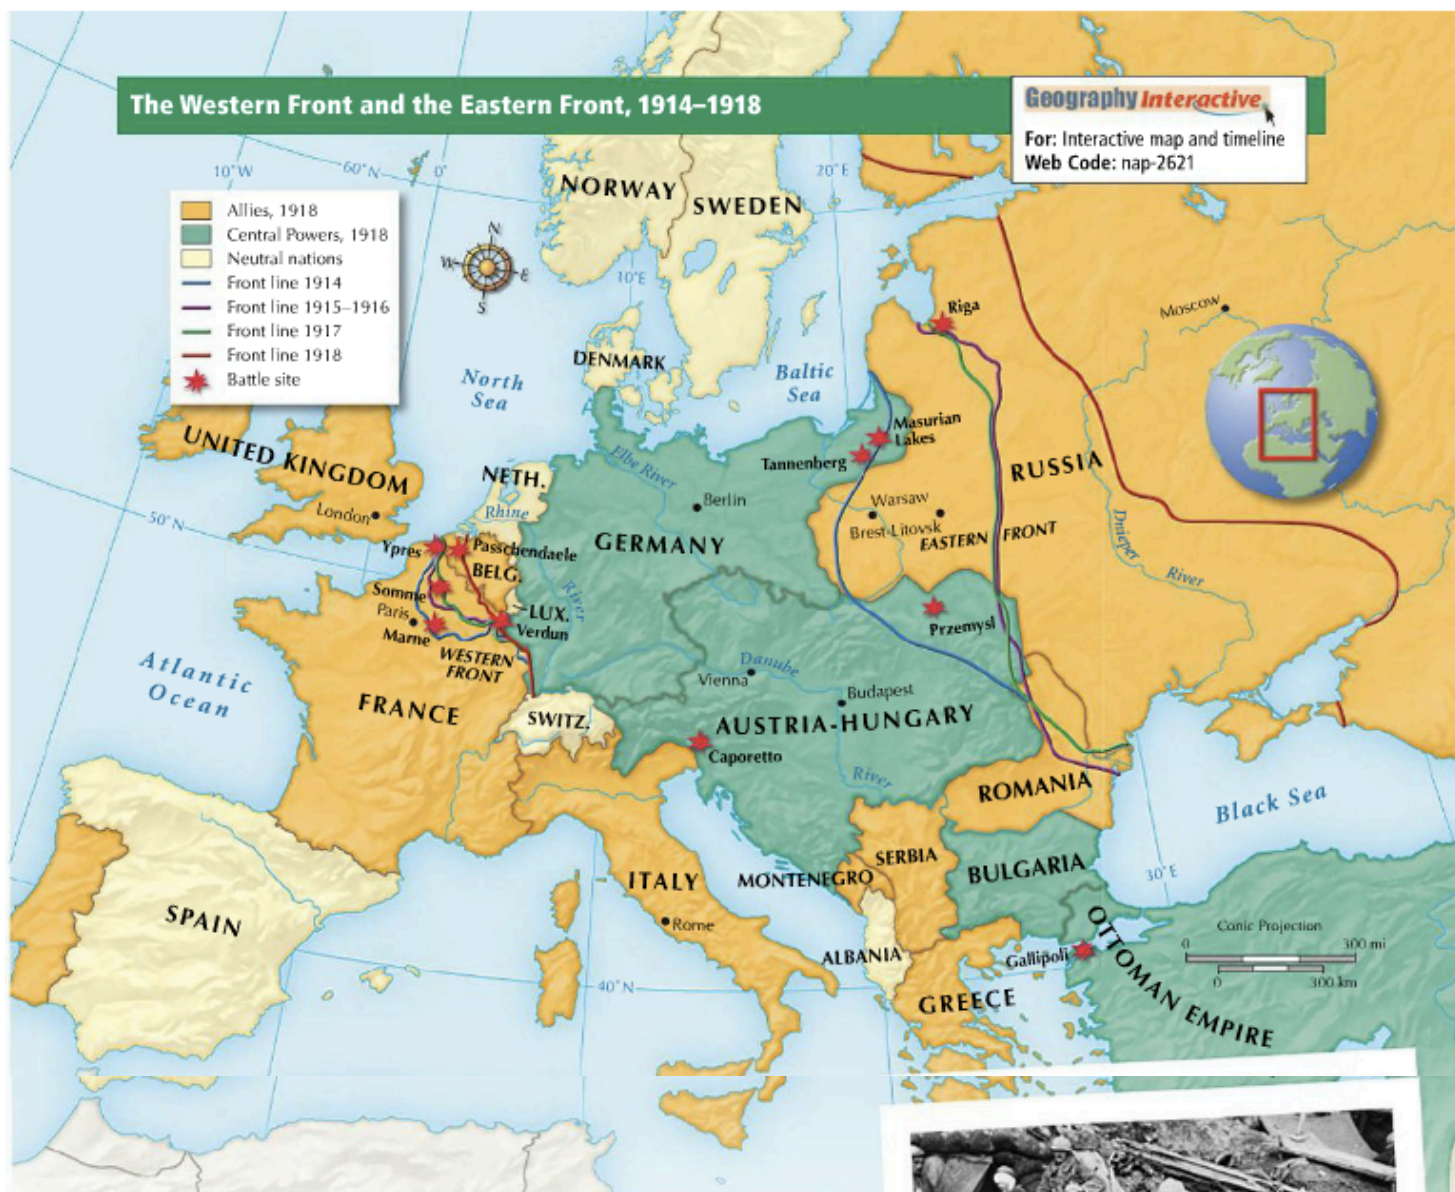 The Western Front and the Eastern Front, 1914–1918
Geography Interactive
For: Interactive map and timeline
Web Code: nap-2621
10°W
60°N
0°
20°E
Allies, 1918
Central Powers, 1918
Neutral nations
Front line 1914
Front line 1915–1916
Front line 1917
Front line 1918
Battle site
N
W
E
S
NORWAY
SWEDEN
10°E
Riga
Moscow
DENMARK
North
Sea
Baltic
Sea
Masurian
Lakes
Tannenberg
RUSSIA
UNITED KINGDOM
London
50°N
NETH.
Rhine
River
Elbe River
Berlin
Warsaw
Brest-Litovsk
EASTERN FRONT
Dnieper
River
Ypres
Passchendaele
BELG.
GERMANY
Somme
Paris
Marne
LUX.
Verdun
WESTERN
FRONT
Przemysl
Atlantic
Ocean
FRANCE
SWITZ.
Vienna
Danube
River
Budapest
AUSTRIA-HUNGARY
Caporetto
ROMANIA
Black Sea
SERBIA
BULGARIA
MONTENEGRO
30°E
SPAIN
ITALY
Rome
ALBANIA
GREECE
Gallipoli
OTTOMAN EMPIRE
40°N
Conic Projection
0
300 mi
0
300 km